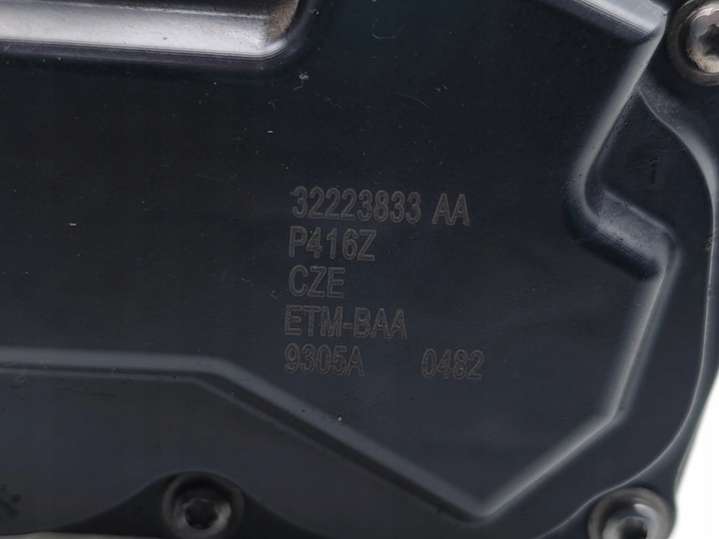 32223833 AA
P416Z
CZE
ETM-BAA
9305A 0482